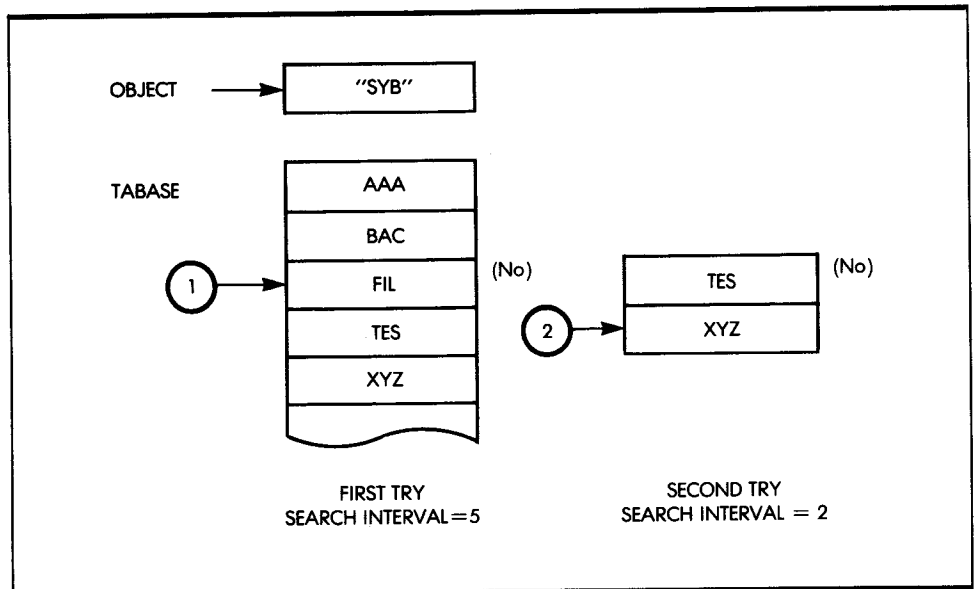 OBJECT
"SYB"
TABASE
AAA
BAC
1
FIL
(No)
TES
XYZ
TES
(No)
2
XYZ
FIRST TRY
SEARCH INTERVAL=5
SECOND TRY
SEARCH INTERVAL = 2